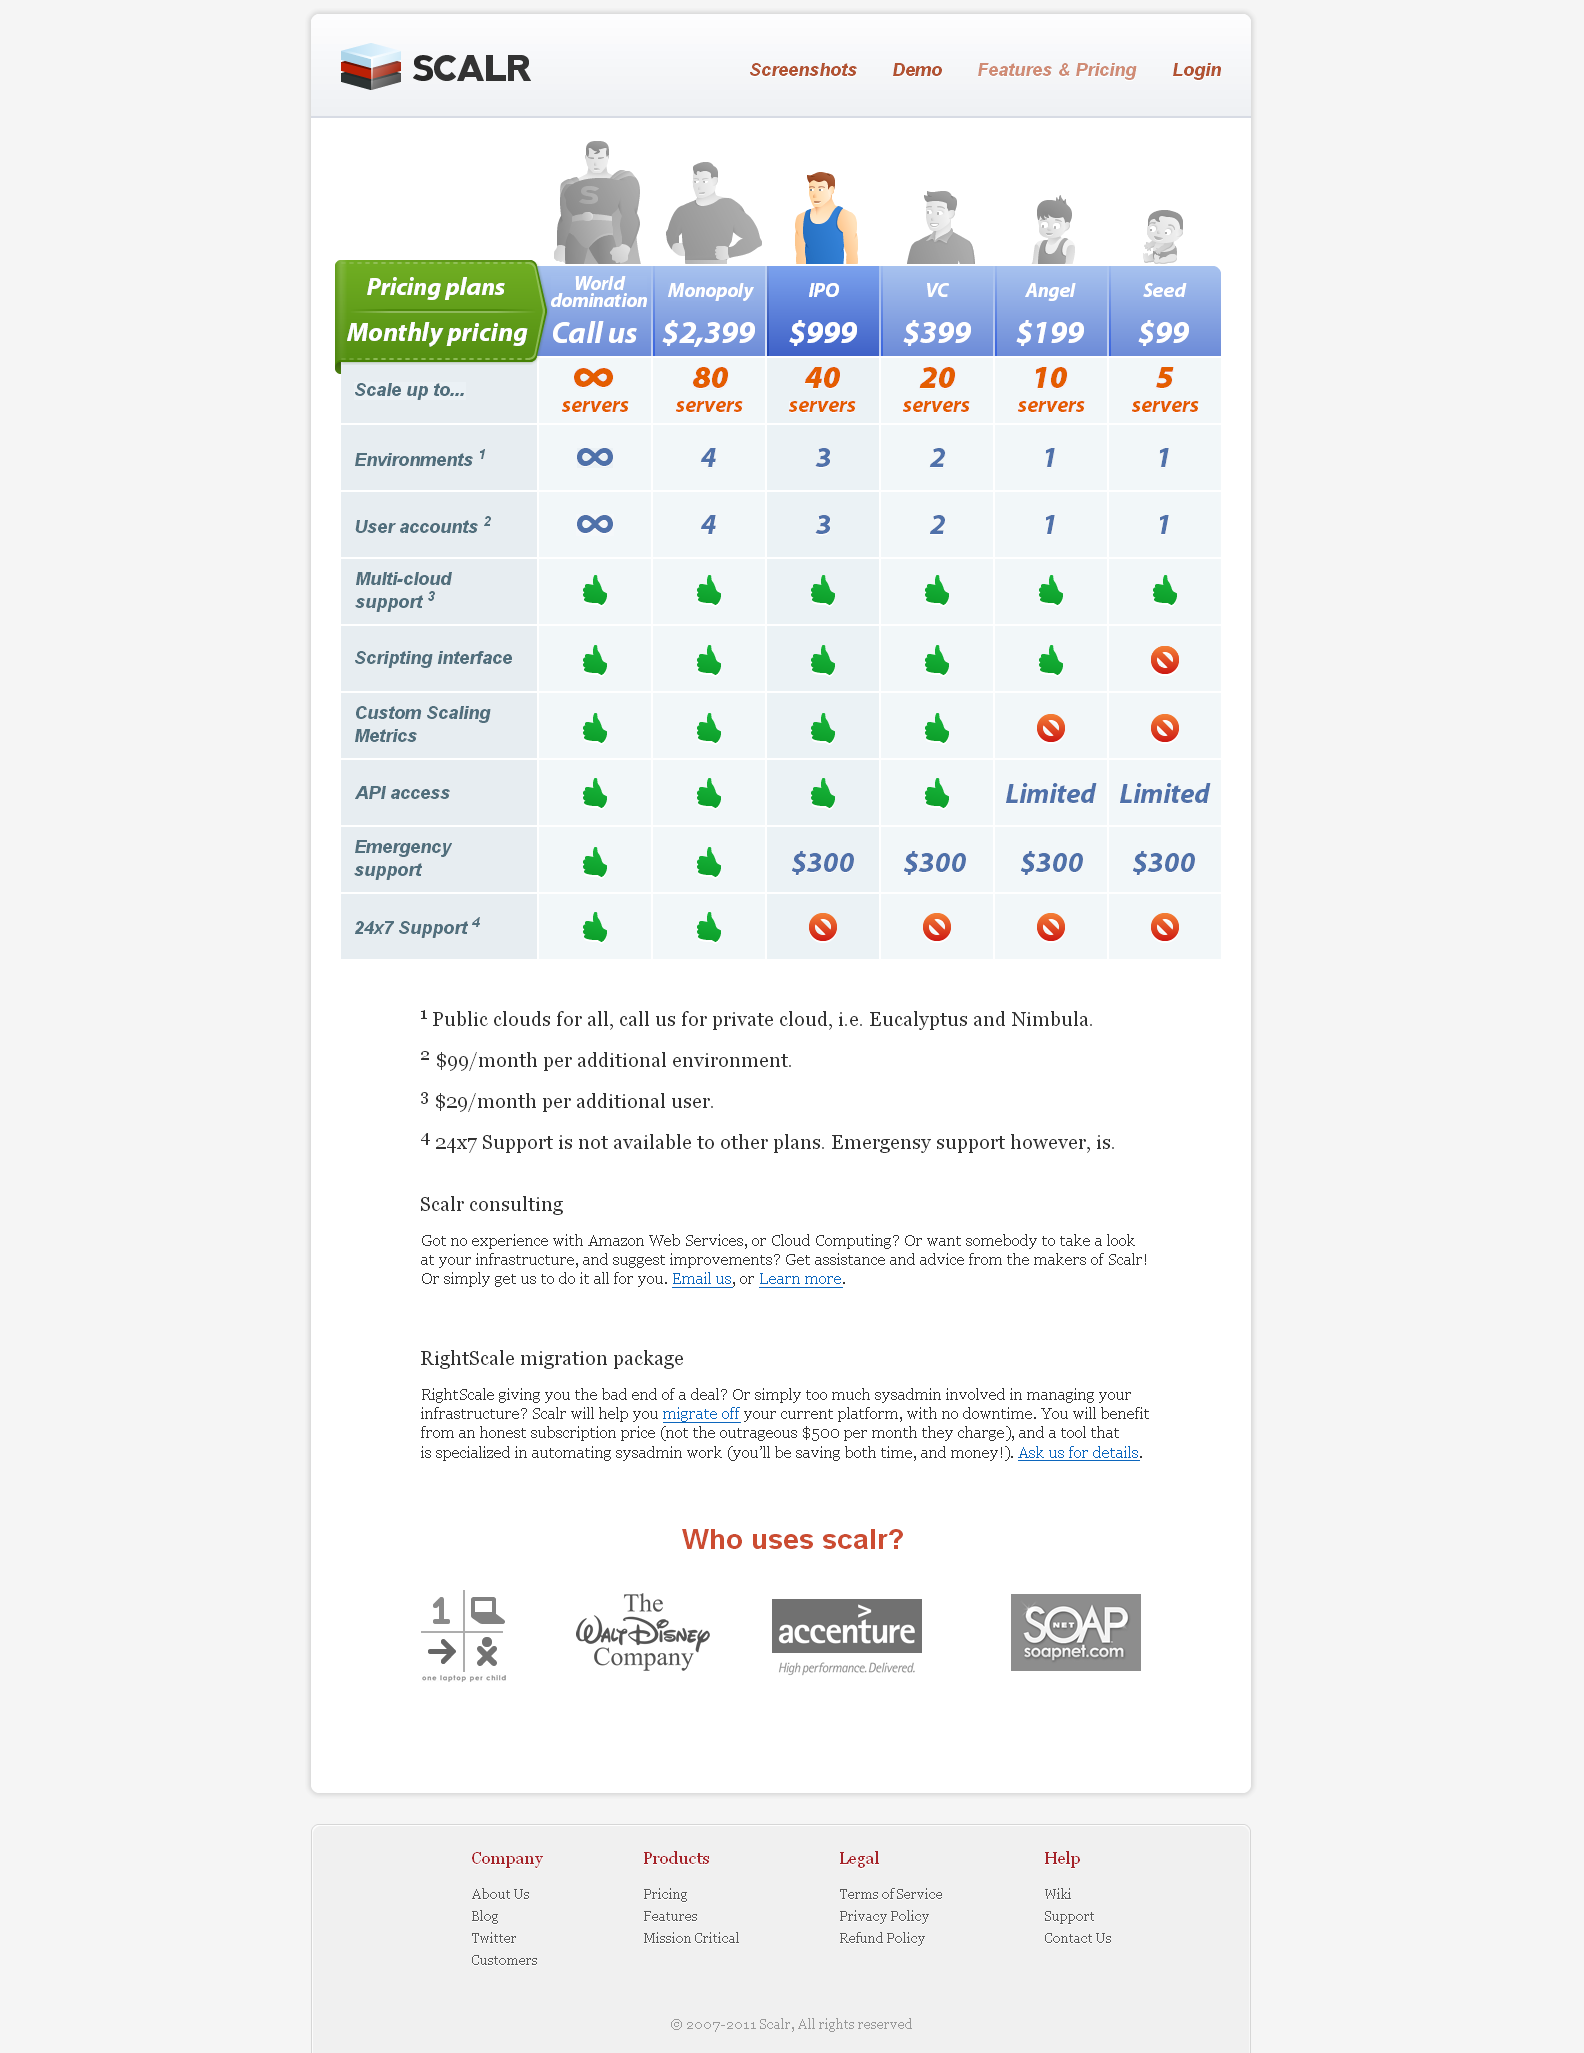 SCALR
Screenshots Demo Features & Pricing Login
S
Pricing plans
World domination Monopoly IPO VC Angel Seed
Monthly pricing
Call us $2,399 $999 $399 $199 $99
Scale up to... ∞ servers 80 servers 40 servers 20 servers 10 servers 5 servers
Environments 1 ∞ 4 3 2 1 1
User accounts 2 ∞ 4 3 2 1 1
Multi-cloud
support 3
Scripting interface
Custom Scaling
Metrics
API access Limited Limited
Emergency
support $300 $300 $300 $300
24x7 Support 4
1 Public clouds for all, call us for private cloud, i.e. Eucalyptus and Nimbula.
2 $99/month per additional environment.
3 $29/month per additional user.
4 24x7 Support is not available to other plans. Emergensy support however, is.
Scalr consulting
Got no experience with Amazon Web Services, or Cloud Computing? Or want somebody to take a look
at your infrastructure, and suggest improvements? Get assistance and advice from the makers of Scalr!
Or simply get us to do it all for you. Email us, or Learn more.
RightScale migration package
RightScale giving you the bad end of a deal? Or simply too much sysadmin involved in managing your
infrastructure? Scalr will help you migrate off your current platform, with no downtime. You will benefit
from an honest subscription price (not the outrageous $500 per month they charge), and a tool that
is specialized in automating sysadmin work (you'll be saving both time, and money!). Ask us for details.
Who uses scalr?
1
one laptop per child
The
Walt Disney
Company
>
accenture
High performance. Delivered.
SOAP
NET
soapnet.com
Company Products Legal Help
About Us Pricing Terms of Service Wiki
Blog Features Privacy Policy Support
Twitter Mission Critical Refund Policy Contact Us
Customers
© 2007-2011 Scalr, All rights reserved